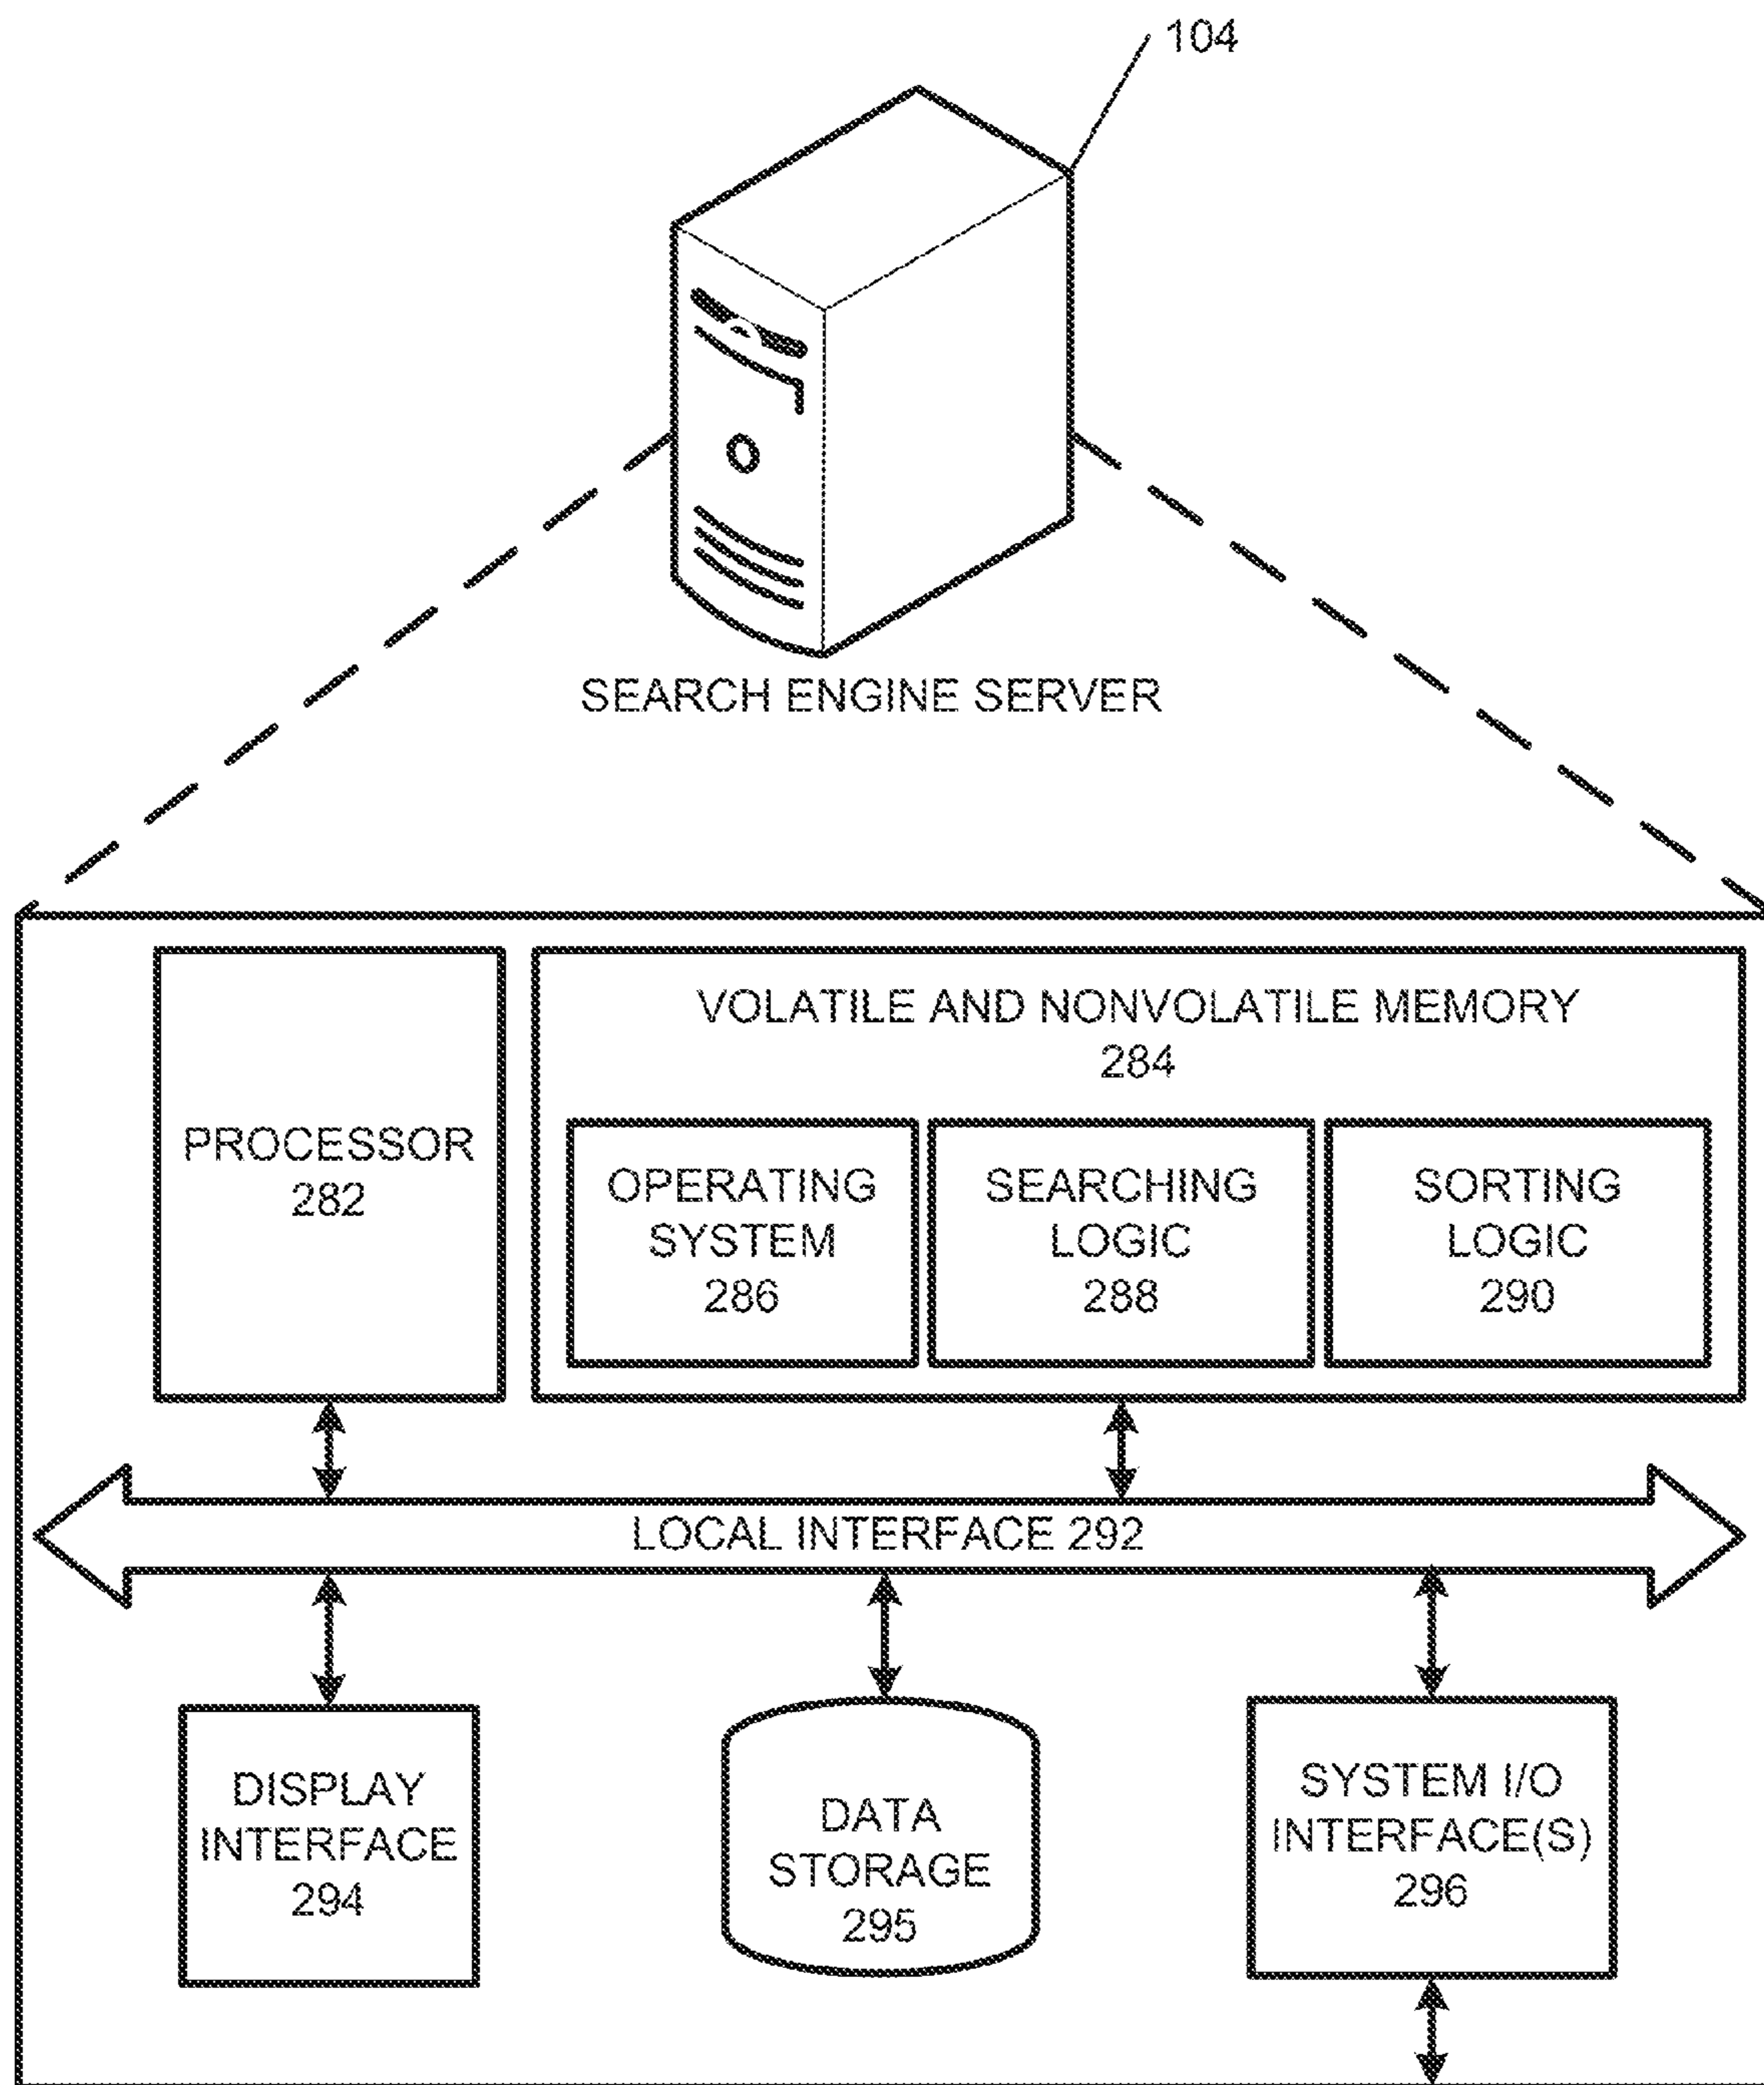 104
SEARCH ENGINE SERVER
VOLATILE AND NONVOLATILE MEMORY
284
PROCESSOR
282
OPERATING
SYSTEM
286
SEARCHING
LOGIC
288
SORTING
LOGIC
290
LOCAL INTERFACE 292
DISPLAY
INTERFACE
294
DATA
STORAGE
295
SYSTEM I/O
INTERFACE(S)
296